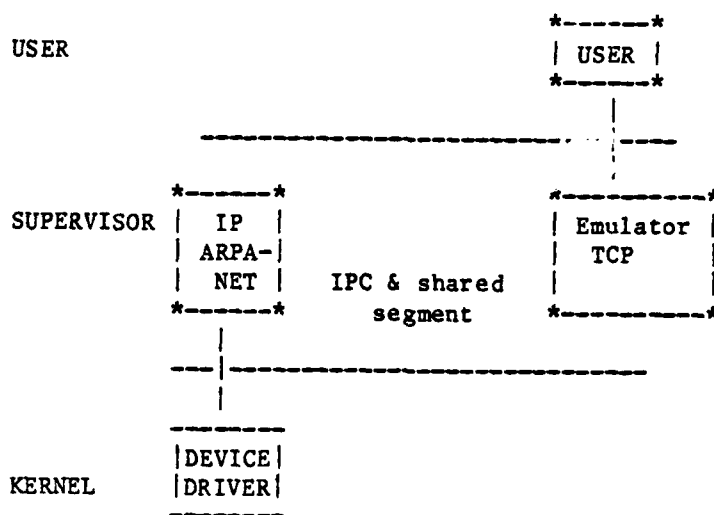 USER
USER
SUPERVISOR
IP
ARPA-
NET
IPC & shared
segment
Emulator
TCP
KERNEL
DEVICE
DRIVER